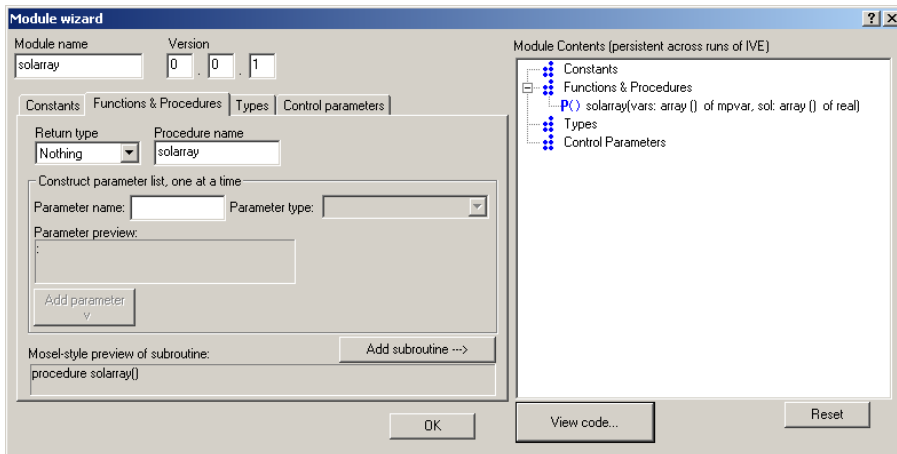 Module wizard
Module name
Version
Module Contents (persistent across runs of IVE)
solarray
0 . 0 . 1
Constants
Functions & Procedures
P() solarray(vars: array () of mpvar, sol: array () of real)
Types
Control Parameters
Constants Functions & Procedures Types Control parameters
Return type
Procedure name
Nothing
solarray
Construct parameter list, one at a time
Parameter name:
Parameter type:
Parameter preview:
:
Add parameter
v
Mosel-style preview of subroutine:
Add subroutine --->
procedure solarray()
OK
View code...
Reset